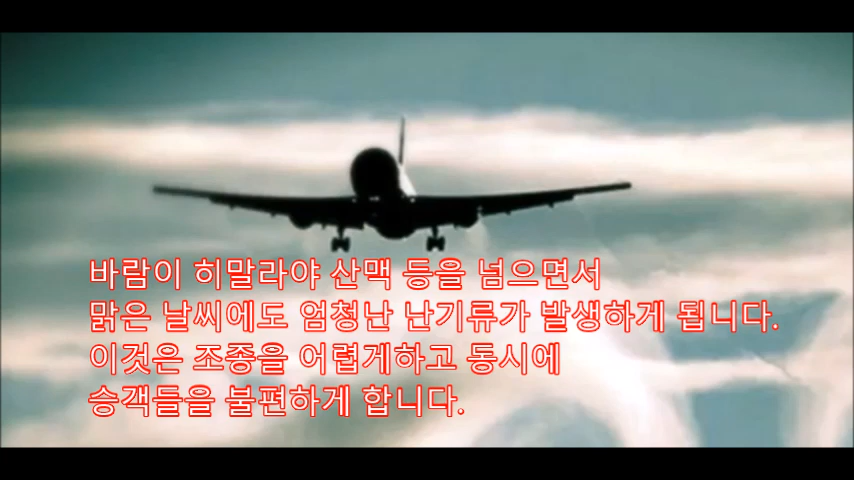 바람이 히말라야 산맥 등을 넘으면서
맑은 날씨에도 엄청난 난기류가 발생하게 됩니다.
이것은 조종을 어렵게하고 동시에
승객들을 불편하게 합니다.